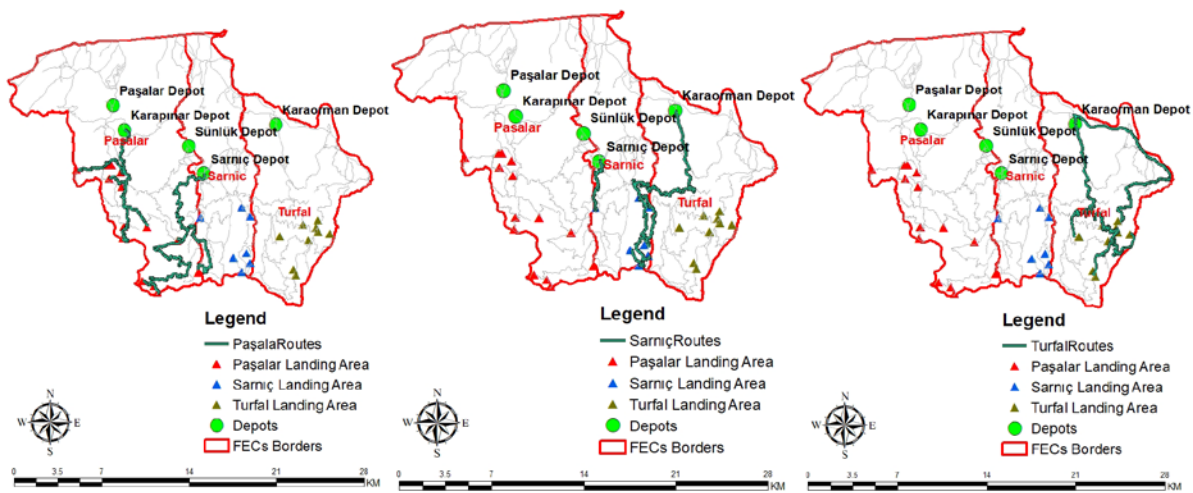 Paşalar Depot
Karapınar Depot
Karaorman Depot
Paşalar
Sünlük Depot
Sarnıç Depot
Sarnic
Turfal
Legend
PaşalaRoutes
Paşalar Landing Area
Sarnıç Landing Area
Turfal Landing Area
Depots
FECs Borders
N
W E
S
0 3.5 7 14 21 28
KM
Paşalar Depot
Karapınar Depot
Karaorman Depot
Pasalar
Sünlük Depot
Sarnıç Depot
Sarnic
Turfal
Legend
SarnıçRoutes
Paşalar Landing Area
Sarnıç Landing Area
Turfal Landing Area
Depots
FECs Borders
N
W E
S
0 3.5 7 14 21 28
KM
Paşalar Depot
Karapınar Depot
Karaorman Depot
Pasalar
Sünlük Depot
Sarnıç Depot
Sarnic
Turfal
Legend
TurfalRoutes
Paşalar Landing Area
Sarnıç Landing Area
Turfal Landing Area
Depots
FECs Borders
N
W E
S
0 3.5 7 14 21 28
KM